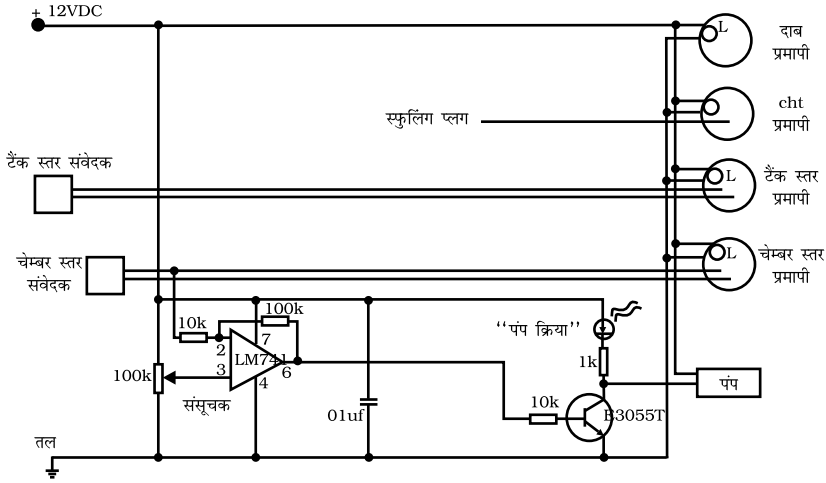 + 12VDC
L
दाब
प्रमापी
cht
प्रमापी
स्फुलिंग प्लग
टैंक स्तर संवेदक
L
टैंक स्तर
प्रमापी
चेम्बर स्तर
संवेदक
L
चेम्बर स्तर
प्रमापी
100k
10k
7
2
LM741
6
3
4
100k
संसूचक
01uf
‘‘पंप क्रिया’’
1k
पंप
10k
E3055T
तल